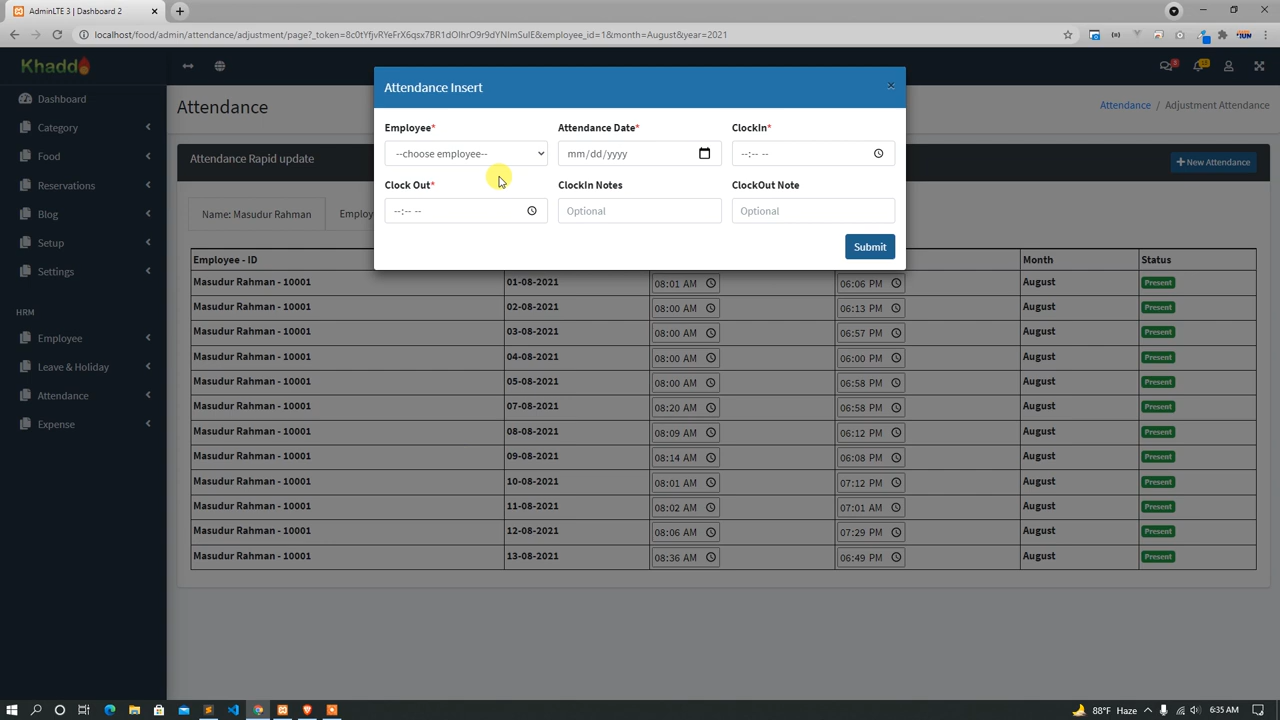 AdminLTE 3 | Dashboard 2
localhost/food/admin/attendance/adjustment/page?_token=8c0tYfjvRYeFrX6qsx7BR1dOlhrO9r9dYNlmSulE&employee_id=1&month=August&year=2021
Khadd
3
15
Dashboard
Category
Food
Reservations
Blog
Setup
Settings
HRM
Employee
Leave & Holiday
Attendance
Expense
Attendance
Attendance / Adjustment Attendance
Attendance Rapid update
New Attendance
Name: Masudur Rahman
Employ
Attendance Insert
×
Employee*
Attendance Date*
ClockIn*
--choose employee--
mm/dd/yyyy
--:-- --
Clock Out*
ClockIn Notes
ClockOut Note
--:-- --
Optional
Optional
Submit
Employee - ID Month Status
Masudur Rahman - 10001 01-08-2021 08:01 AM 06:06 PM August Present
Masudur Rahman - 10001 02-08-2021 08:00 AM 06:13 PM August Present
Masudur Rahman - 10001 03-08-2021 08:00 AM 06:57 PM August Present
Masudur Rahman - 10001 04-08-2021 08:00 AM 06:00 PM August Present
Masudur Rahman - 10001 05-08-2021 08:00 AM 06:58 PM August Present
Masudur Rahman - 10001 07-08-2021 08:20 AM 06:58 PM August Present
Masudur Rahman - 10001 08-08-2021 08:09 AM 06:12 PM August Present
Masudur Rahman - 10001 09-08-2021 08:14 AM 06:08 PM August Present
Masudur Rahman - 10001 10-08-2021 08:01 AM 07:12 PM August Present
Masudur Rahman - 10001 11-08-2021 08:02 AM 07:01 AM August Present
Masudur Rahman - 10001 12-08-2021 08:06 AM 07:29 PM August Present
Masudur Rahman - 10001 13-08-2021 08:36 AM 06:49 PM August Present
88°F Haze
6:35 AM